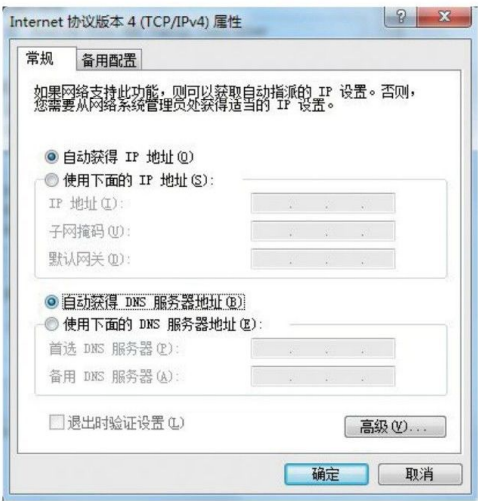 Internet 协议版本 4 (TCP/IPv4) 属性
常规
备用配置
如果网络支持此功能，则可以获取自动指派的 IP 设置。否则，
您需要从网络系统管理员处获得适当的 IP 设置。
自动获得 IP 地址(O)
使用下面的 IP 地址(S):
IP 地址(I):
子网掩码(U):
默认网关(D):
自动获得 DNS 服务器地址(B)
使用下面的 DNS 服务器地址(E):
首选 DNS 服务器(P):
备用 DNS 服务器(A):
退出时验证设置(L)
高级(V)...
确定
取消